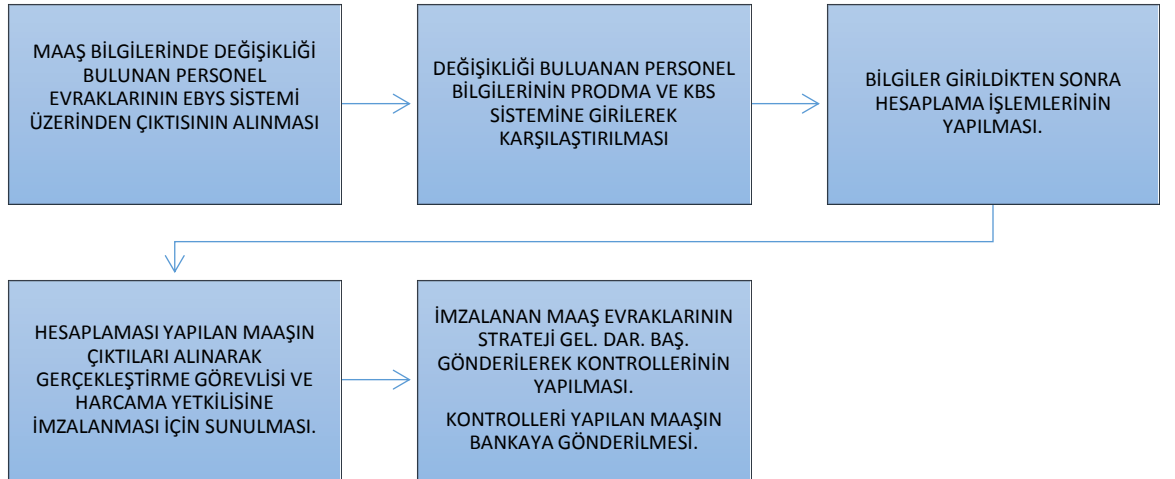 MAAŞ BİLGİLERİNDE DEĞİŞİKLİĞİ
BULUNAN PERSONEL
EVRAKLARININ EBYS SİSTEMİ
ÜZERİNDEN ÇIKTISININ ALINMASI
DEĞİŞİKLİĞİ BULUANAN PERSONEL
BİLGİLERİNİN PRODMA VE KBS
SİSTEMİNE GİRİLEREK
KARŞILAŞTIRILMASI
BİLGİLER GİRİLDİKTEN SONRA
HESAPLAMA İŞLEMLERİNİN
YAPILMASI.
HESAPLAMASI YAPILAN MAAŞIN
ÇIKTILARI ALINARAK
GERÇEKLEŞTİRME GÖREVLİSİ VE
HARCAMA YETKİLİSİNE
İMZALANMASI İÇİN SUNULMASI.
İMZALANAN MAAŞ EVRAKLARININ
STRATEJİ GEL. DAR. BAŞ.
GÖNDERİLEREK KONTROLLERİNİN
YAPILMASI.
KONTROLLERİ YAPILAN MAAŞIN
BANKAYA GÖNDERİLMESİ.